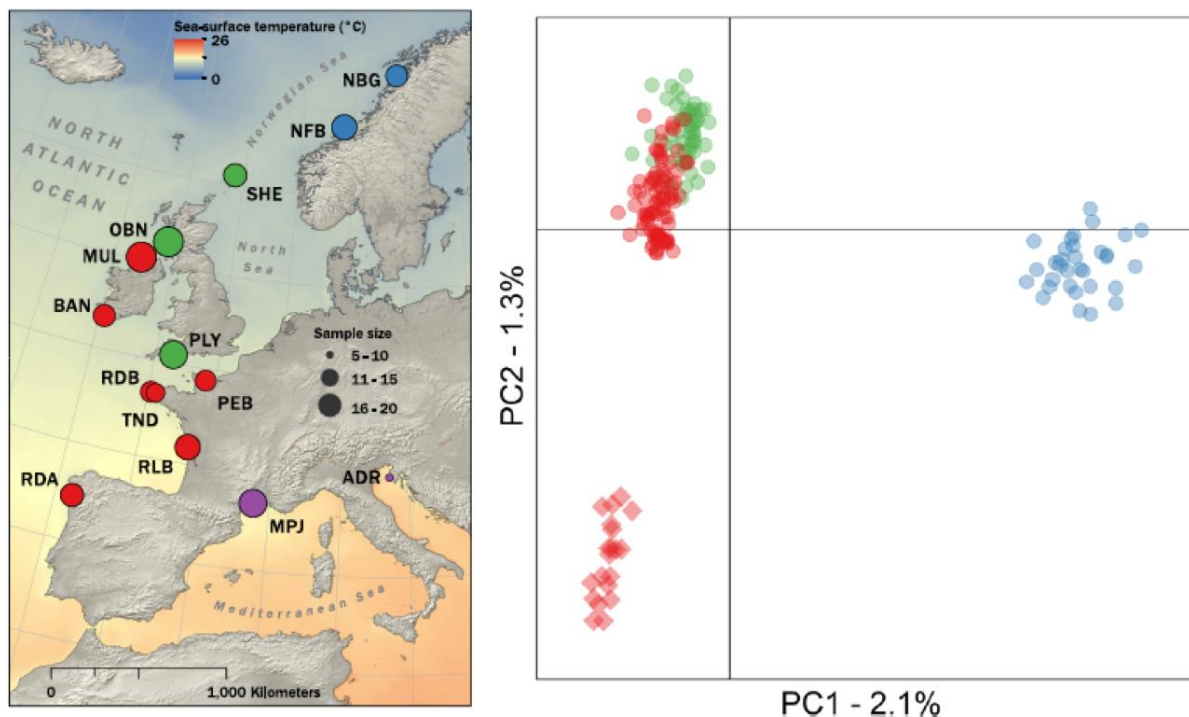 Sea-surface temperature (°C)
26
0
NBG
Norwegian Sea
NFB
NORTH
ATLANTIC
OCEAN
SHE
OBN
MUL
North
Sea
BAN
PLY
Sample size
5 - 10
11 - 15
16 - 20
RDB
PEB
TND
RLB
RDA
ADR
MPJ
Mediterranean Sea
0
1,000 Kilometers
PC2 - 1.3%
PC1 - 2.1%